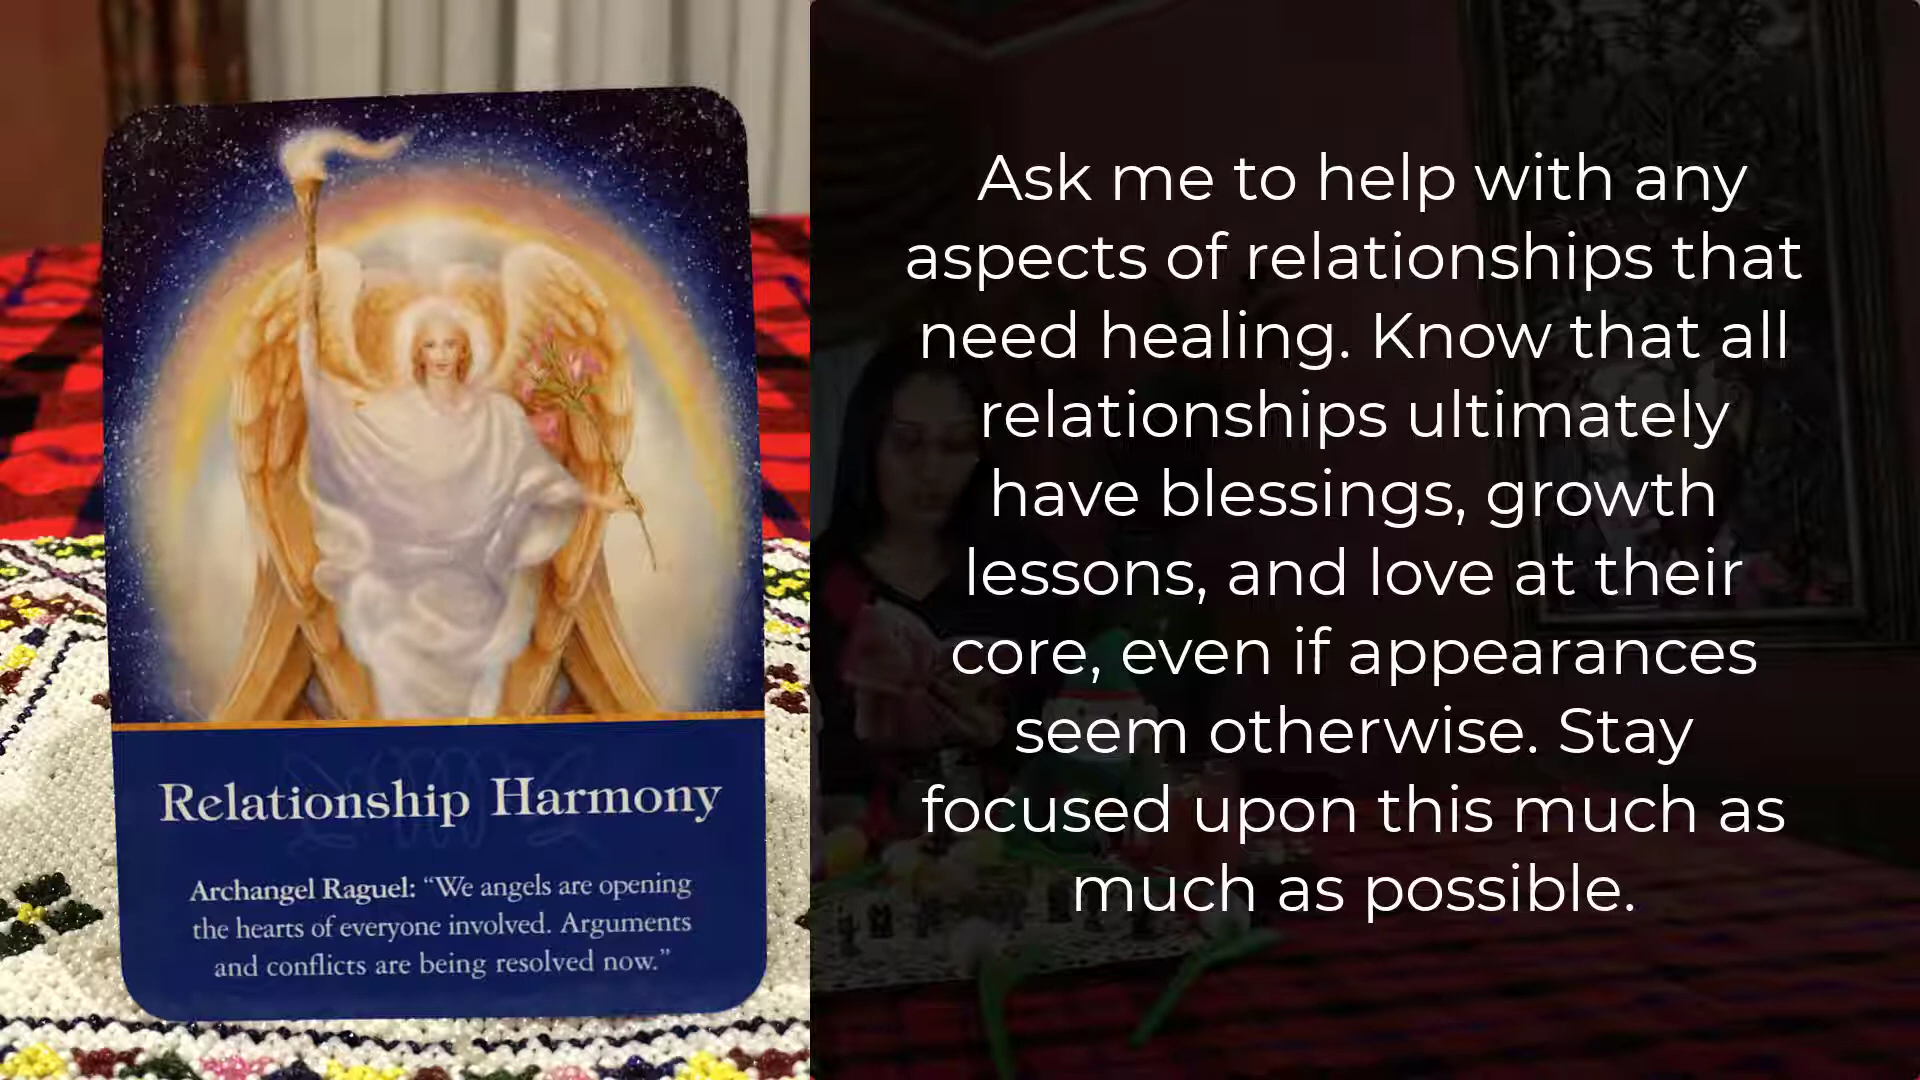 Relationship Harmony
Archangel Raguel: “We angels are opening
the hearts of everyone involved. Arguments
and conflicts are being resolved now.”
Ask me to help with any
aspects of relationships that
need healing. Know that all
relationships ultimately
have blessings, growth
lessons, and love at their
core, even if appearances
seem otherwise. Stay
focused upon this much as
much as possible.